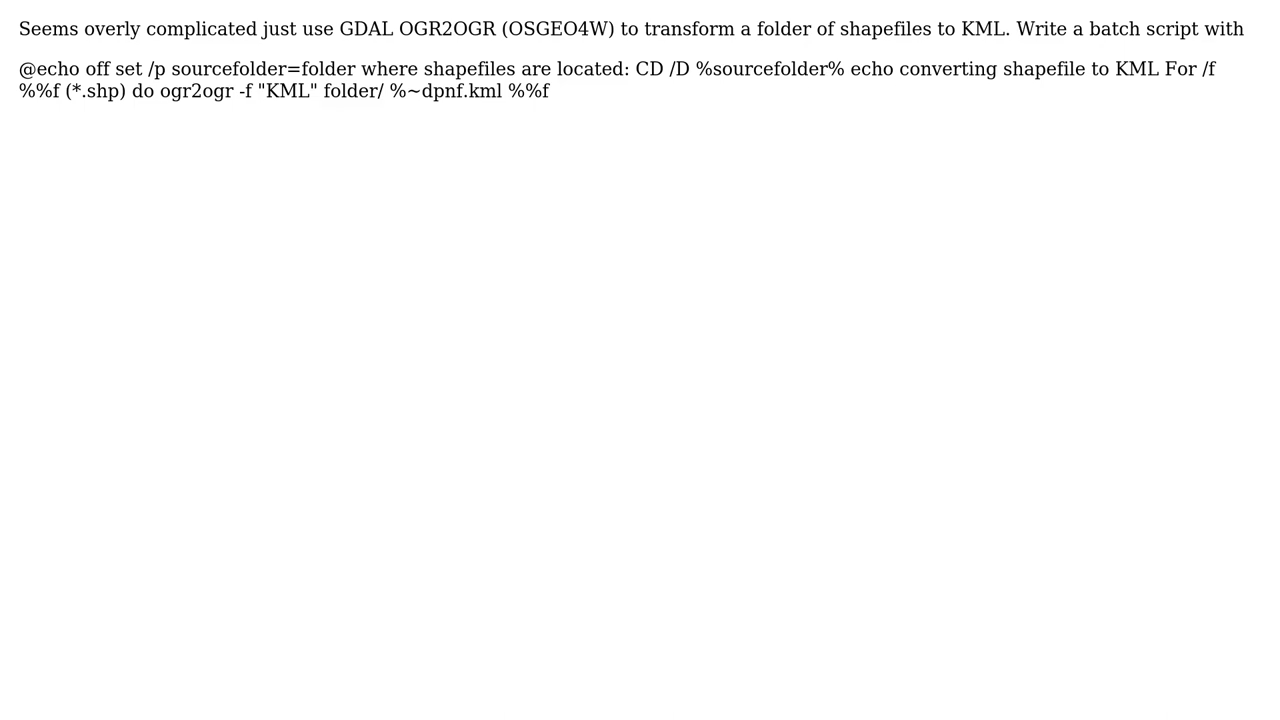 Seems overly complicated just use GDAL OGR2OGR (OSGEO4W) to transform a folder of shapefiles to KML. Write a batch script with
@echo off set /p sourcefolder=folder where shapefiles are located: CD /D %sourcefolder% echo converting shapefile to KML For /f
%%f (*.shp) do ogr2ogr -f "KML" folder/ %~dpnf.kml %%f